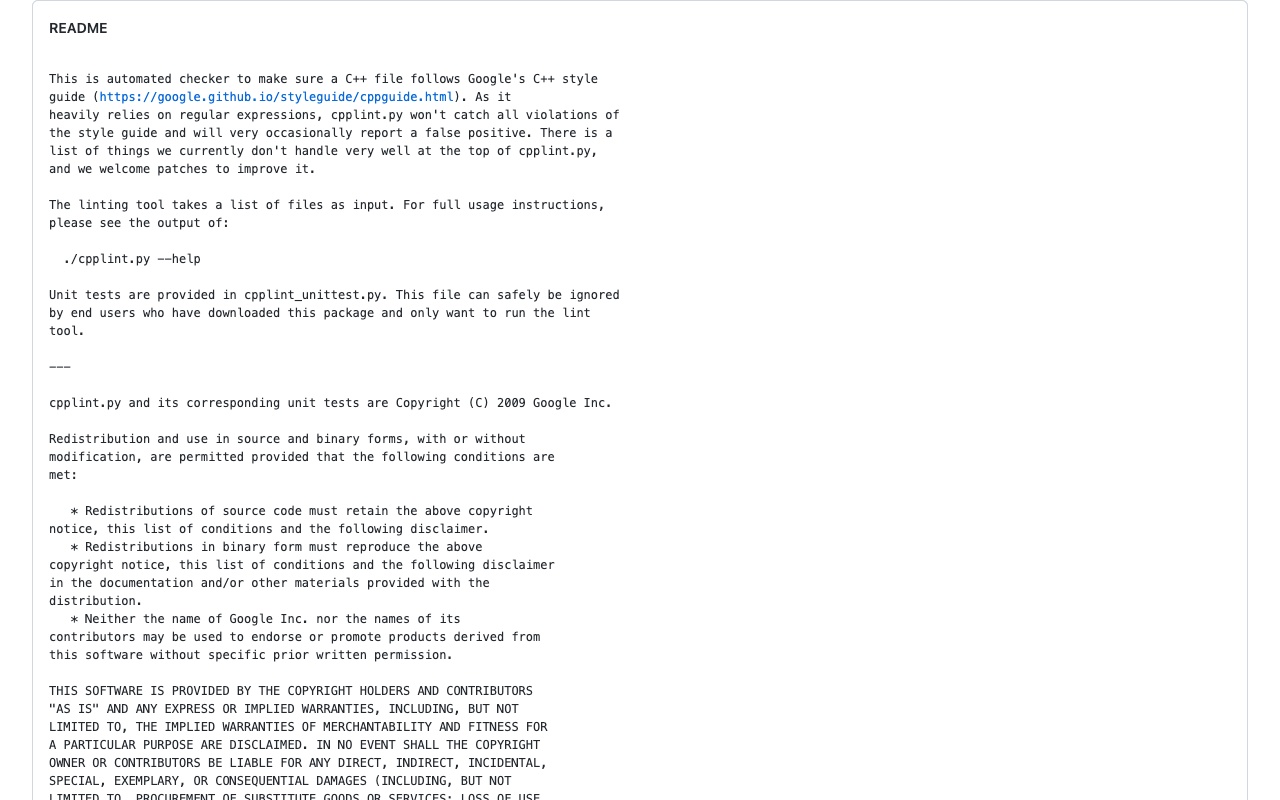 README
This is automated checker to make sure a C++ file follows Google's C++ style
guide (https://google.github.io/styleguide/cppguide.html). As it
heavily relies on regular expressions, cpplint.py won't catch all violations of
the style guide and will very occasionally report a false positive. There is a
list of things we currently don't handle very well at the top of cpplint.py,
and we welcome patches to improve it.
The linting tool takes a list of files as input. For full usage instructions,
please see the output of:
./cpplint.py --help
Unit tests are provided in cpplint_unittest.py. This file can safely be ignored
by end users who have downloaded this package and only want to run the lint
tool.
---
cpplint.py and its corresponding unit tests are Copyright (C) 2009 Google Inc.
Redistribution and use in source and binary forms, with or without
modification, are permitted provided that the following conditions are
met:
* Redistributions of source code must retain the above copyright
notice, this list of conditions and the following disclaimer.
* Redistributions in binary form must reproduce the above
copyright notice, this list of conditions and the following disclaimer
in the documentation and/or other materials provided with the
distribution.
* Neither the name of Google Inc. nor the names of its
contributors may be used to endorse or promote products derived from
this software without specific prior written permission.
THIS SOFTWARE IS PROVIDED BY THE COPYRIGHT HOLDERS AND CONTRIBUTORS
"AS IS" AND ANY EXPRESS OR IMPLIED WARRANTIES, INCLUDING, BUT NOT
LIMITED TO, THE IMPLIED WARRANTIES OF MERCHANTABILITY AND FITNESS FOR
A PARTICULAR PURPOSE ARE DISCLAIMED. IN NO EVENT SHALL THE COPYRIGHT
OWNER OR CONTRIBUTORS BE LIABLE FOR ANY DIRECT, INDIRECT, INCIDENTAL,
SPECIAL, EXEMPLARY, OR CONSEQUENTIAL DAMAGES (INCLUDING, BUT NOT
LIMITED TO, PROCUREMENT OF SUBSTITUTE GOODS OR SERVICES; LOSS OF USE,